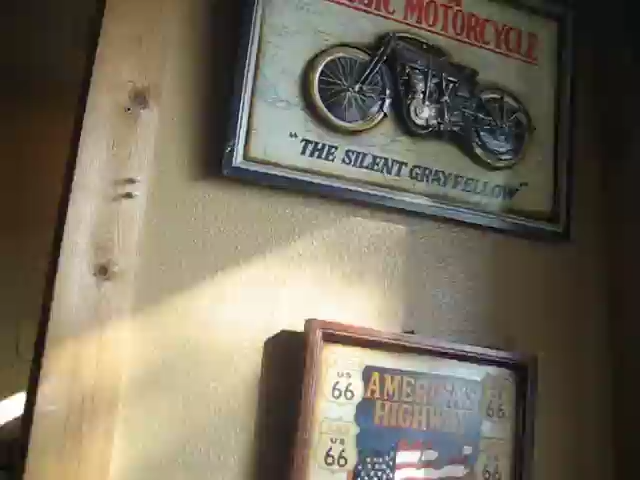 MOTORCYCLE
"THE SILENT GRAY FELLOW"
US
66
AMERICA'S
HIGHWAY
66
US
66
66